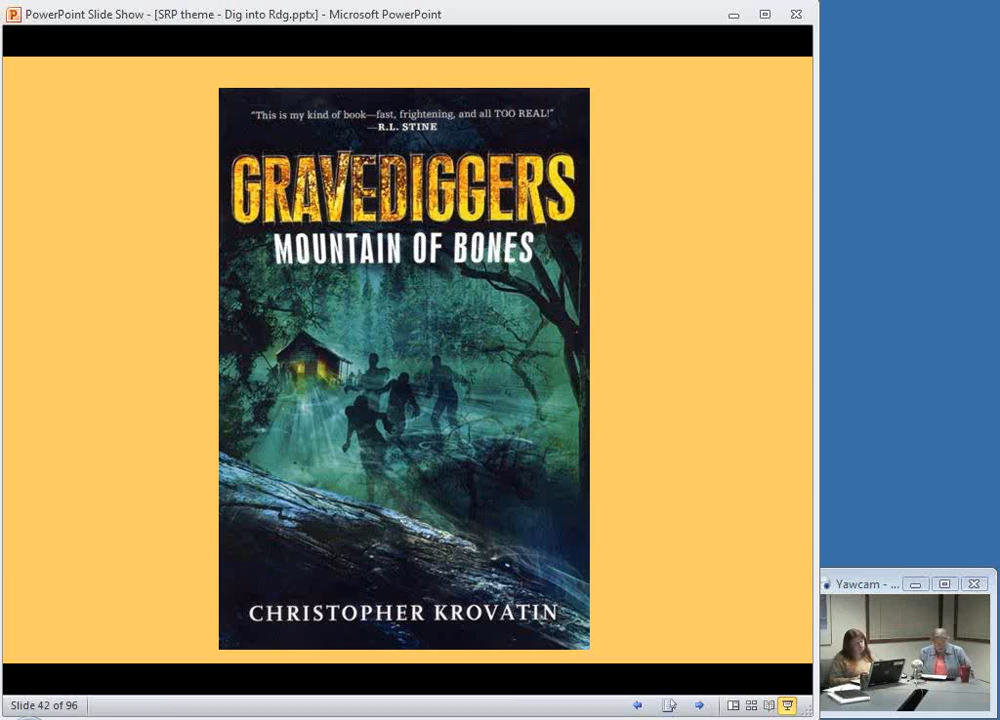 PowerPoint Slide Show - [SRP theme - Dig into Rdg.pptx] - Microsoft PowerPoint
"This is my kind of book—fast, frightening, and all TOO REAL!"
—R.L. STINE
GRAVEDIGGERS
MOUNTAIN OF BONES
CHRISTOPHER KROVATIN
Yawcam - ...
Slide 42 of 96